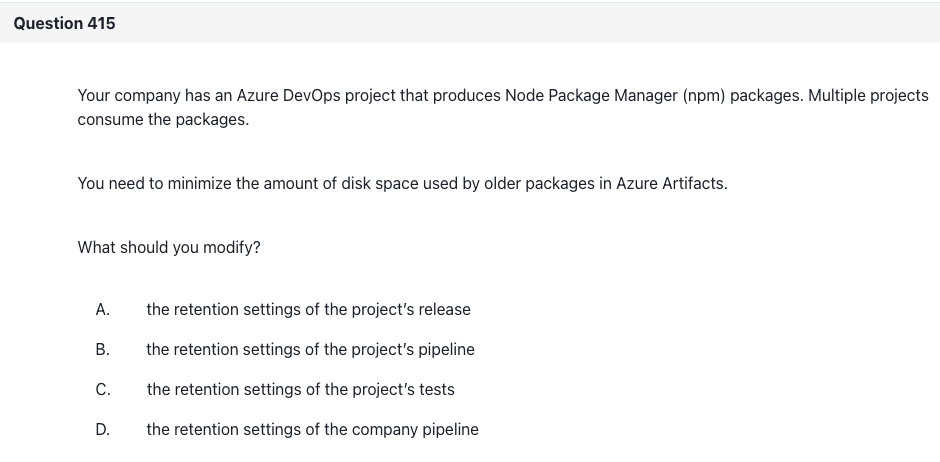 Question 415
Your company has an Azure DevOps project that produces Node Package Manager (npm) packages. Multiple projects
consume the packages.
You need to minimize the amount of disk space used by older packages in Azure Artifacts.
What should you modify?
A. the retention settings of the project’s release
B. the retention settings of the project’s pipeline
C. the retention settings of the project’s tests
D. the retention settings of the company pipeline